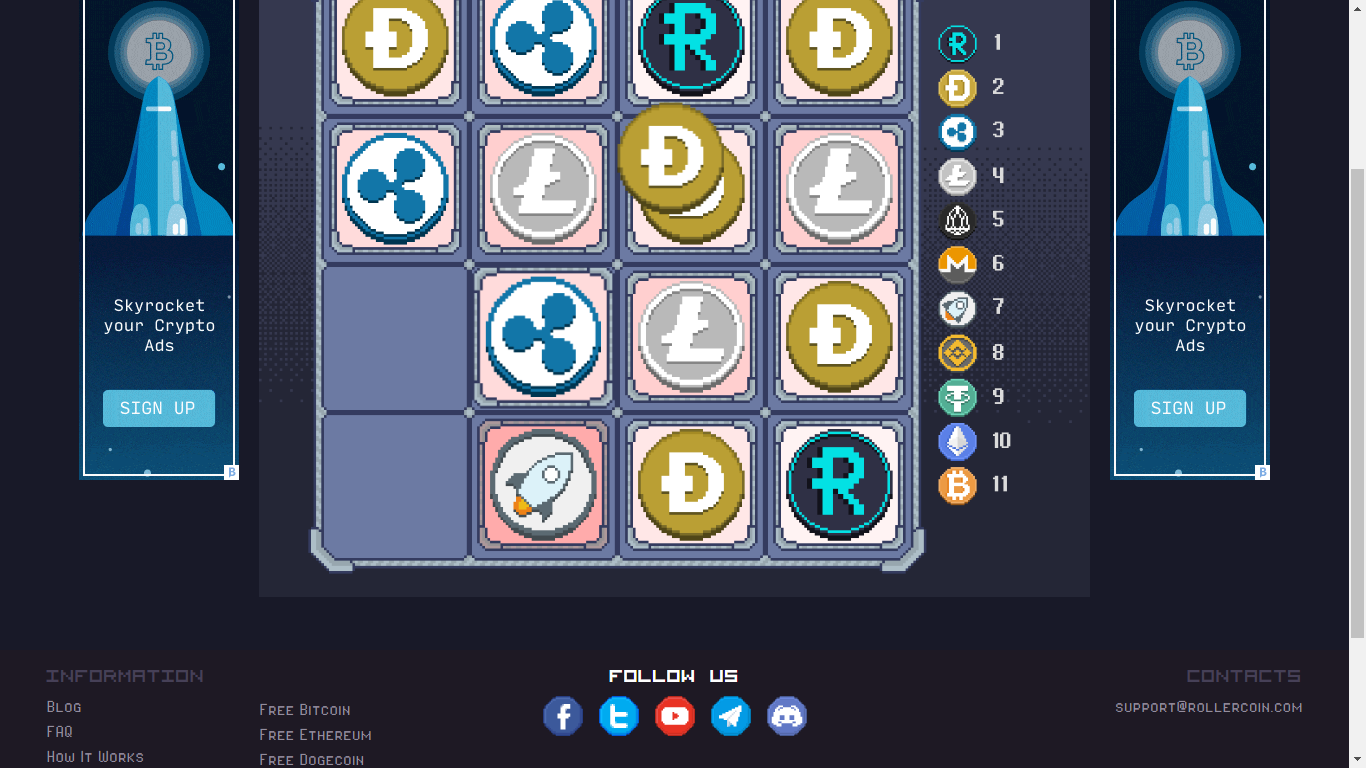 1
2
3
4
5
6
7
8
9
10
11
Skyrocket
your Crypto
Ads
SIGN UP
Skyrocket
your Crypto
Ads
SIGN UP
INFORMATION
Blog
FAQ
How It Works
Free Bitcoin
Free Ethereum
Free Dogecoin
FOLLOW US
CONTACTS
support@rollercoin.com